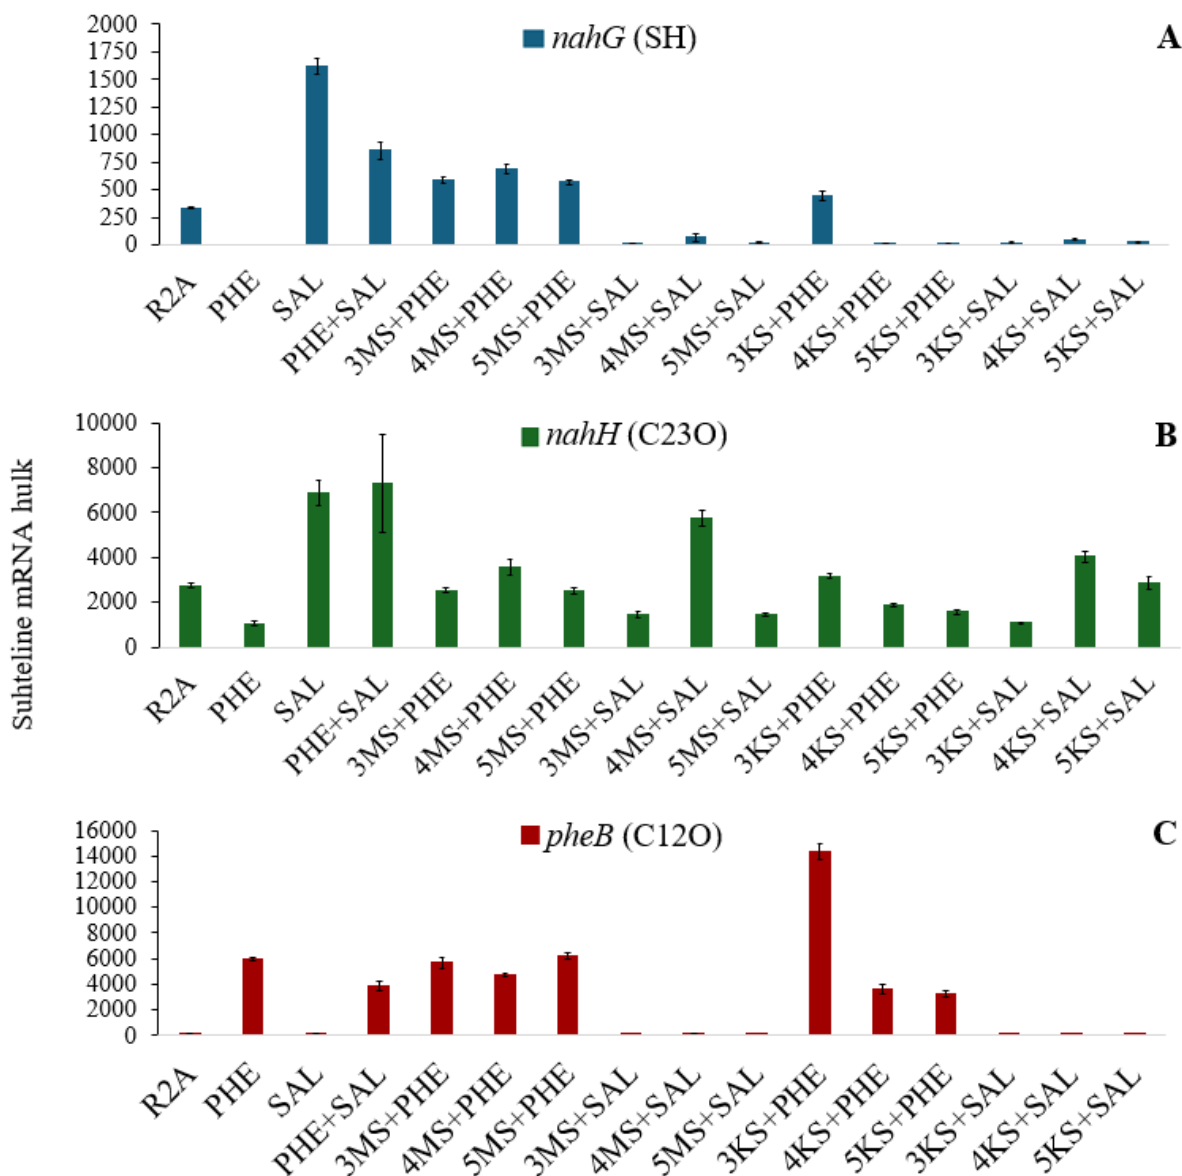 nahG (SH)
A
2000
1750
1500
1250
1000
750
500
250
0
R2A
PHE
SAL
PHE+SAL
3MS+PHE
4MS+PHE
5MS+PHE
3MS+SAL
4MS+SAL
5MS+SAL
3KS+PHE
4KS+PHE
5KS+PHE
3KS+SAL
4KS+SAL
5KS+SAL
Suhteline mRNA hulk
nahH (C23O)
B
10000
8000
6000
4000
2000
0
R2A
PHE
SAL
PHE+SAL
3MS+PHE
4MS+PHE
5MS+PHE
3MS+SAL
4MS+SAL
5MS+SAL
3KS+PHE
4KS+PHE
5KS+PHE
3KS+SAL
4KS+SAL
5KS+SAL
pheB (C12O)
C
16000
14000
12000
10000
8000
6000
4000
2000
0
R2A
PHE
SAL
PHE+SAL
3MS+PHE
4MS+PHE
5MS+PHE
3MS+SAL
4MS+SAL
5MS+SAL
3KS+PHE
4KS+PHE
5KS+PHE
3KS+SAL
4KS+SAL
5KS+SAL